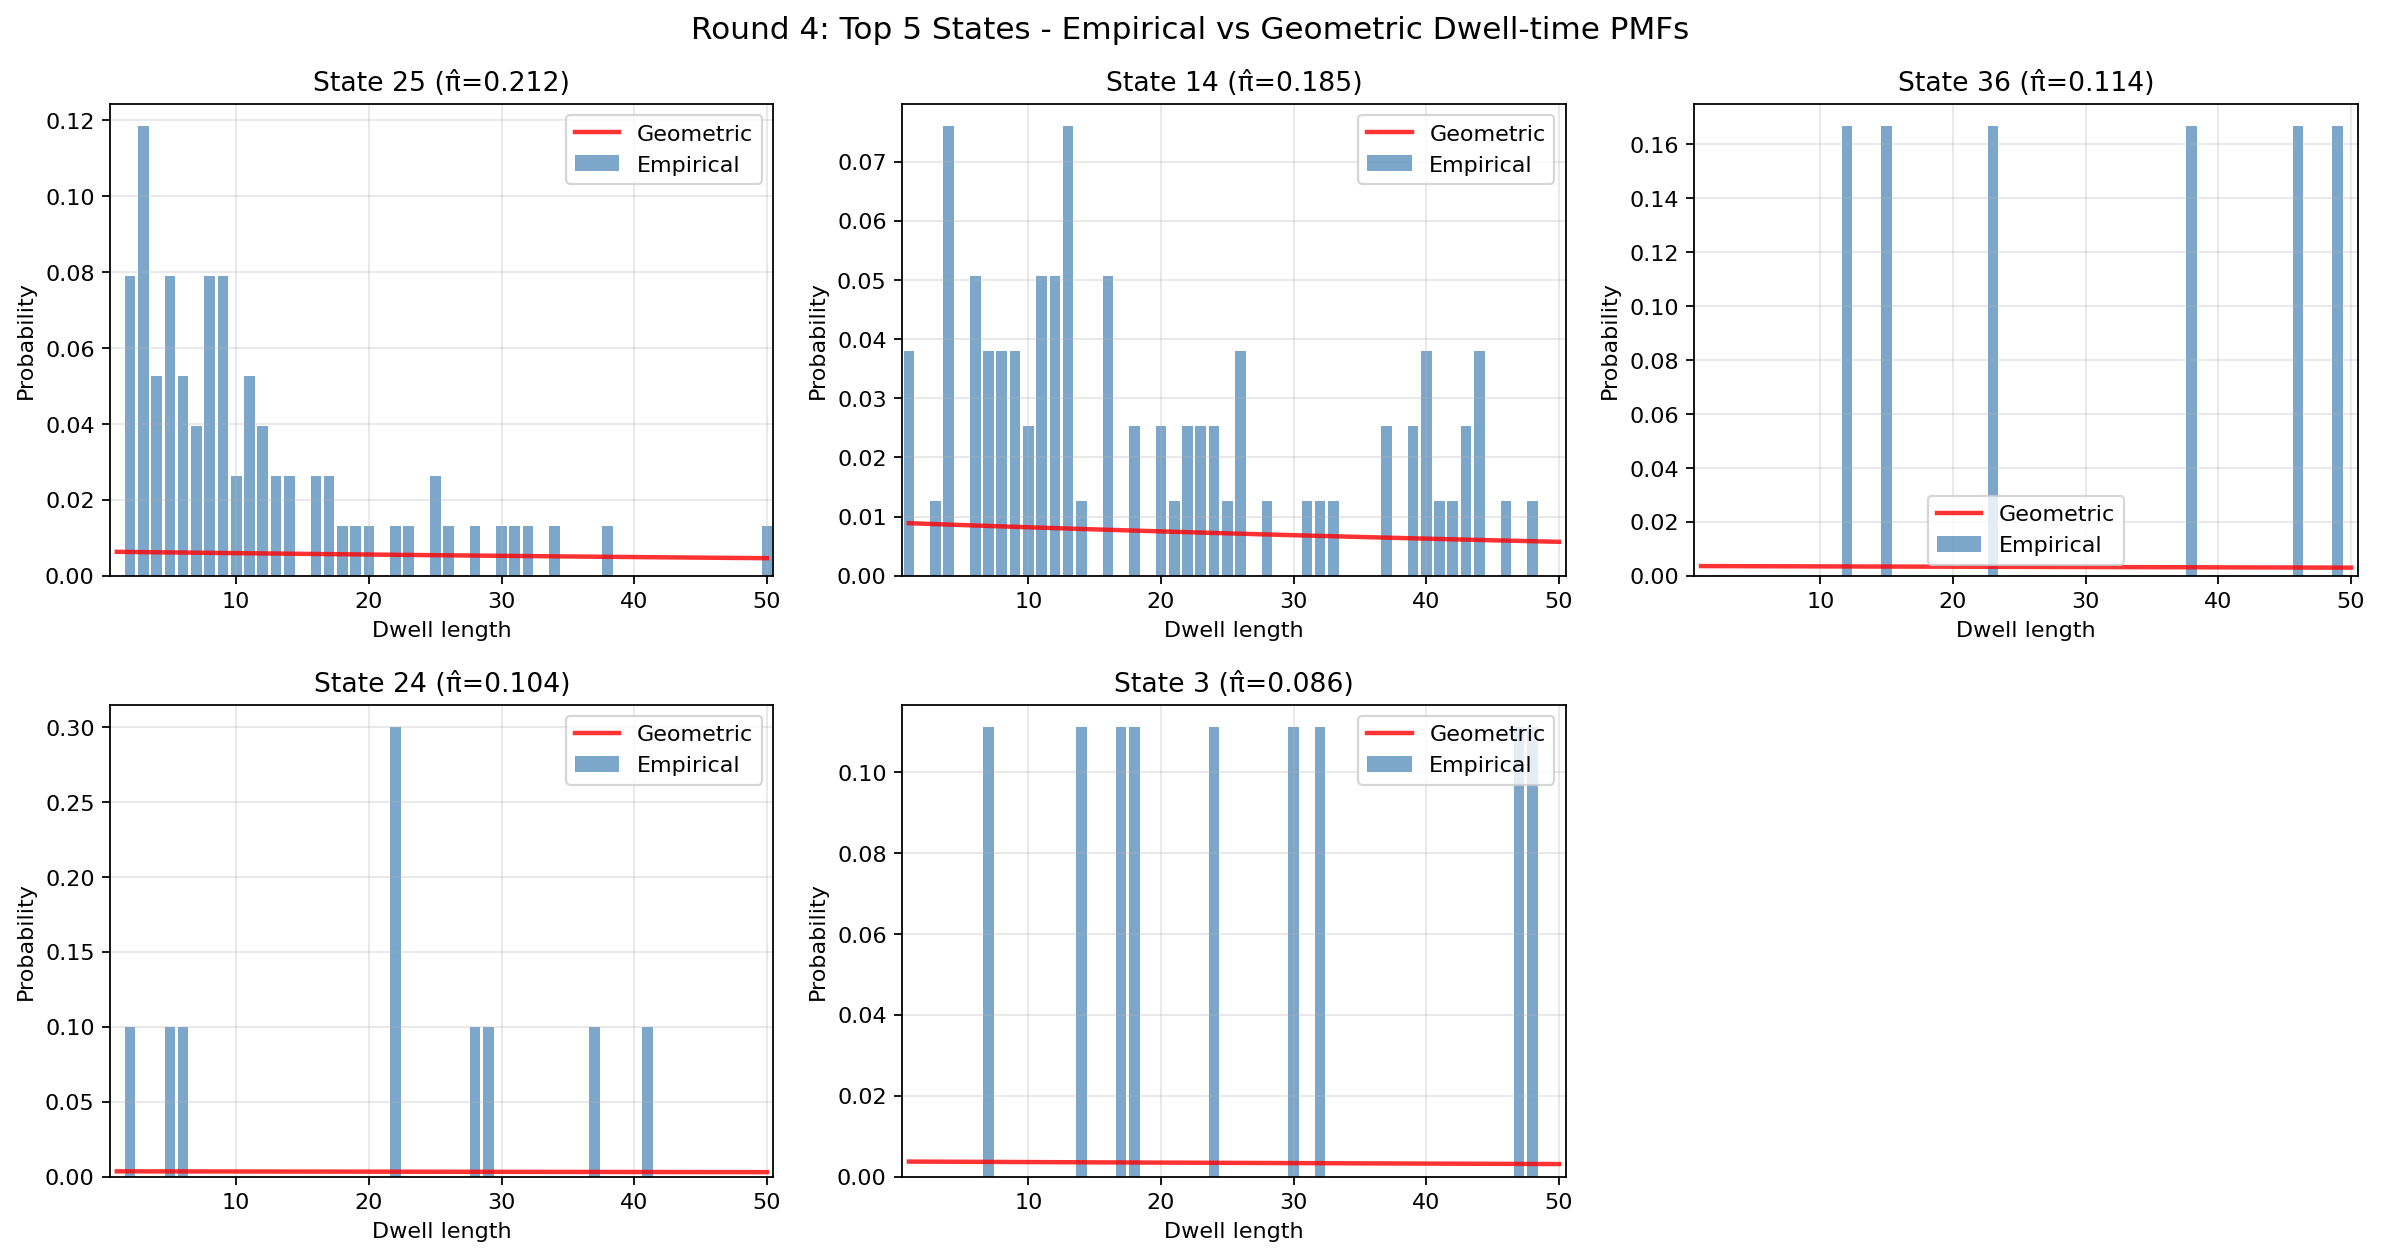 Round 4: Top 5 States - Empirical vs Geometric Dwell-time PMFs
State 25 (π̂=0.212)
Probability
0.12
0.10
0.08
0.06
0.04
0.02
0.00
Geometric
Empirical
10 20 30 40 50
Dwell length
State 14 (π̂=0.185)
Probability
0.07
0.06
0.05
0.04
0.03
0.02
0.01
0.00
Geometric
Empirical
10 20 30 40 50
Dwell length
State 36 (π̂=0.114)
Probability
0.16
0.14
0.12
0.10
0.08
0.06
0.04
0.02
0.00
Geometric
Empirical
10 20 30 40 50
Dwell length
State 24 (π̂=0.104)
Probability
0.30
0.25
0.20
0.15
0.10
0.05
0.00
Geometric
Empirical
10 20 30 40 50
Dwell length
State 3 (π̂=0.086)
Probability
0.10
0.08
0.06
0.04
0.02
0.00
Geometric
Empirical
10 20 30 40 50
Dwell length